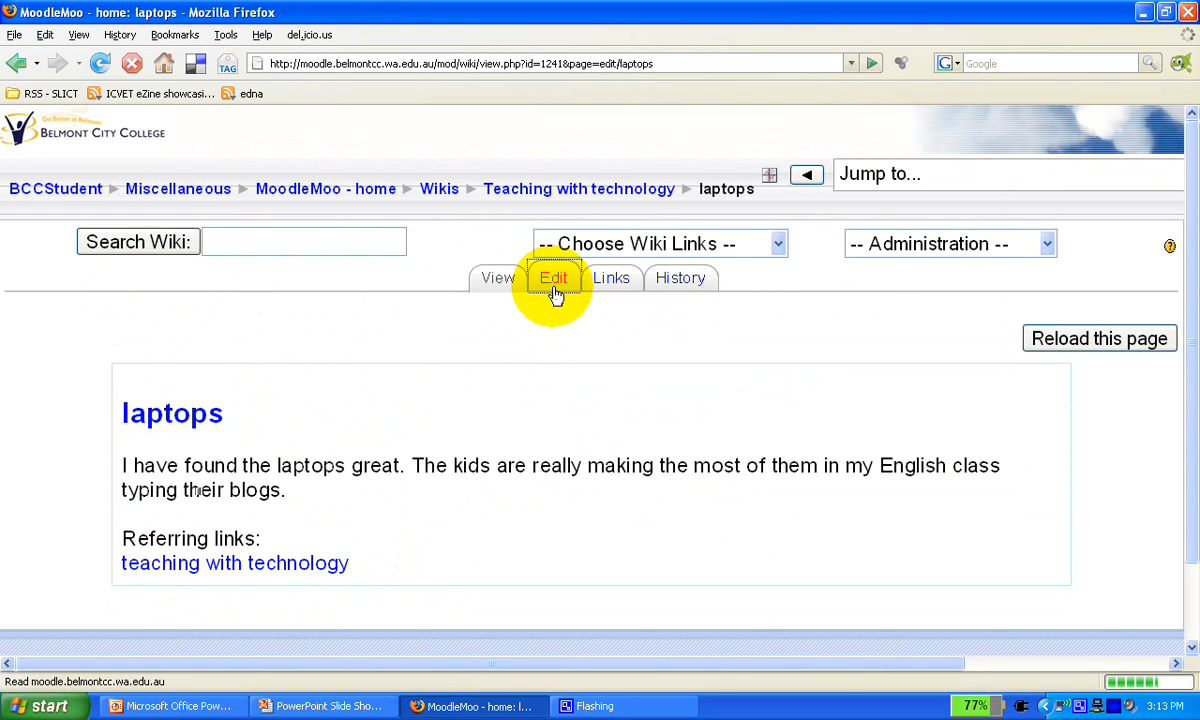 MoodleMoo - home: laptops - Mozilla Firefox
File Edit View History Bookmarks Tools Help del.icio.us
TAG http://moodle.belmontcc.wa.edu.au/mod/wiki/view.php?id=1241&page=edit/laptops G Google
RSS - SLICT ICVET eZine showcasi... edna
BELMONT CITY COLLEGE
BCCStudent Miscellaneous MoodleMoo - home Wikis Teaching with technology laptops Jump to...
Search Wiki: -- Choose Wiki Links -- -- Administration -- ?
View Edit Links History
Reload this page
laptops
I have found the laptops great. The kids are really making the most of them in my English class
typing their blogs.
Referring links:
teaching with technology
Read moodle.belmontcc.wa.edu.au
start Microsoft Office Pow... PowerPoint Slide Sho... MoodleMoo - home: l... Flashing 77% 3:13 PM